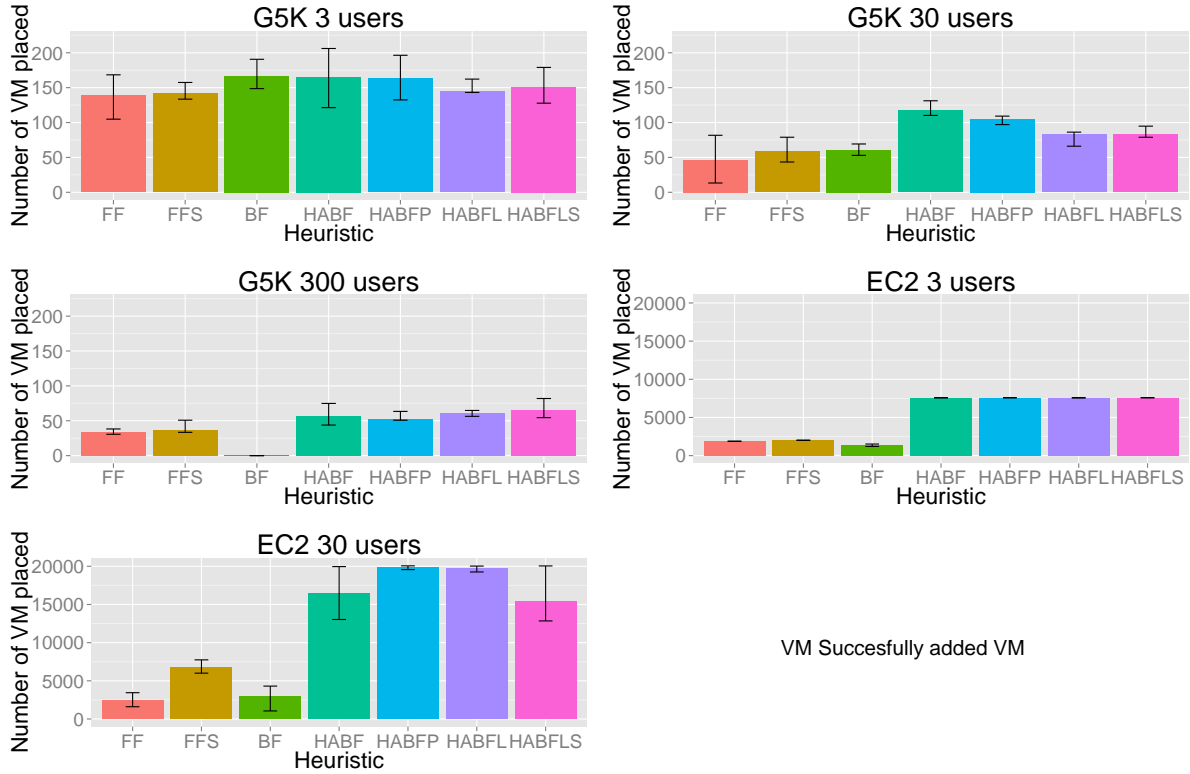 G5K 3 users
Number of VM placed
200
150
100
50
0
FF FFS BF HABF HABFP HABFL HABFLS
Heuristic
G5K 30 users
Number of VM placed
200
150
100
50
0
FF FFS BF HABF HABFP HABFL HABFLS
Heuristic
G5K 300 users
Number of VM placed
200
150
100
50
0
FF FFS BF HABF HABFP HABFL HABFLS
Heuristic
EC2 3 users
Number of VM placed
20000
15000
10000
5000
0
FF FFS BF HABF HABFP HABFL HABFLS
Heuristic
EC2 30 users
Number of VM placed
20000
15000
10000
5000
0
FF FFS BF HABF HABFP HABFL HABFLS
Heuristic
VM Succesfully added VM